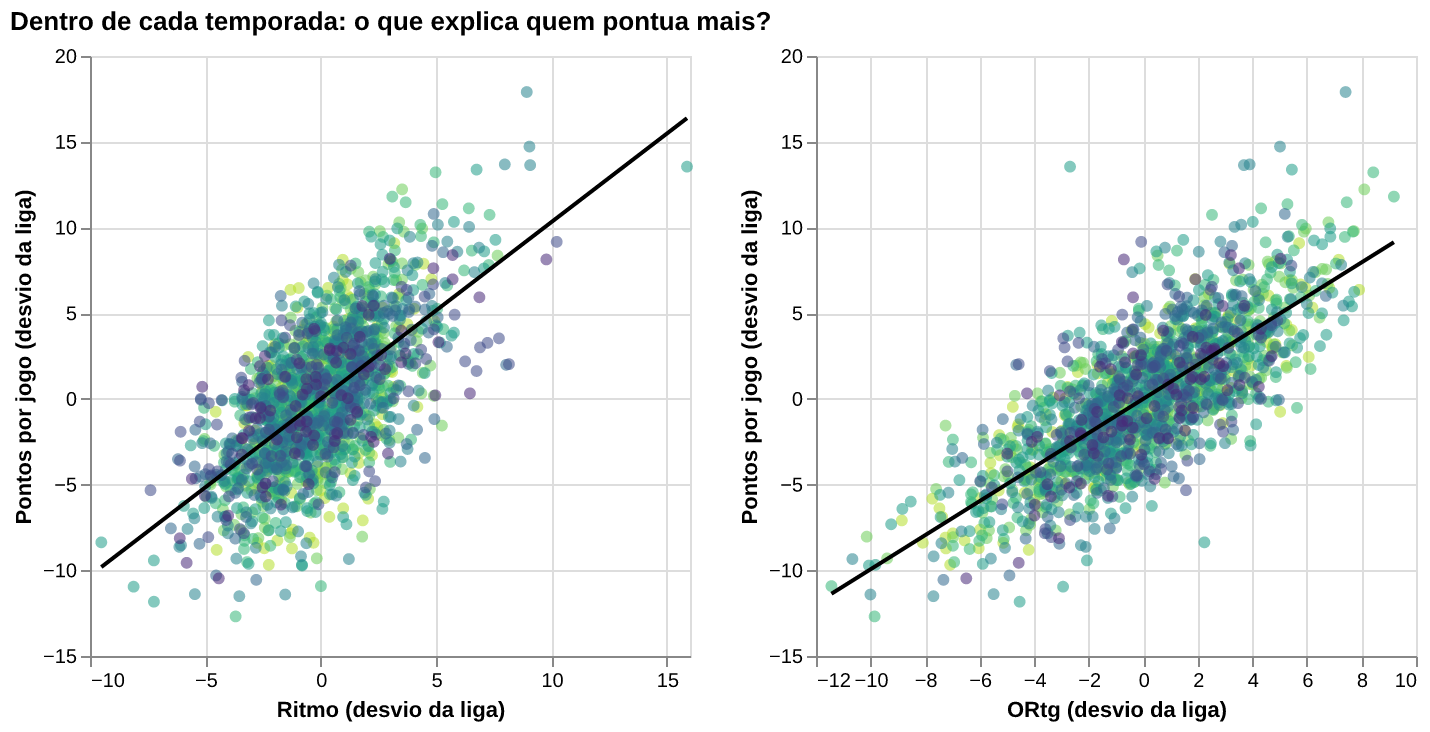 Dentro de cada temporada: o que explica quem pontua mais?
Pontos por jogo (desvio da liga)
20
15
10
5
0
−5
−10
−15
−10 −5 0 5 10 15
Ritmo (desvio da liga)
Pontos por jogo (desvio da liga)
20
15
10
5
0
−5
−10
−15
−12 −10 −8 −6 −4 −2 0 2 4 6 8 10
ORtg (desvio da liga)